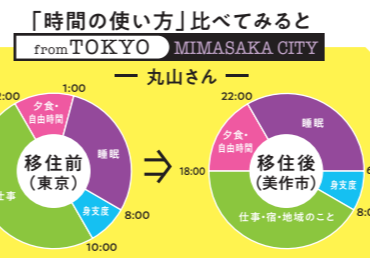 「時間の使い方」比べてみると
from TOKYO MIMASAKA CITY
丸山さん
1:00
夕食・
自由時間
睡眠
移住前
(東京)
身支度
8:00
10:00
22:00
睡眠
夕食・
自由時間
18:00
移住後
(美作市)
身支度
仕事・宿・地域のこと